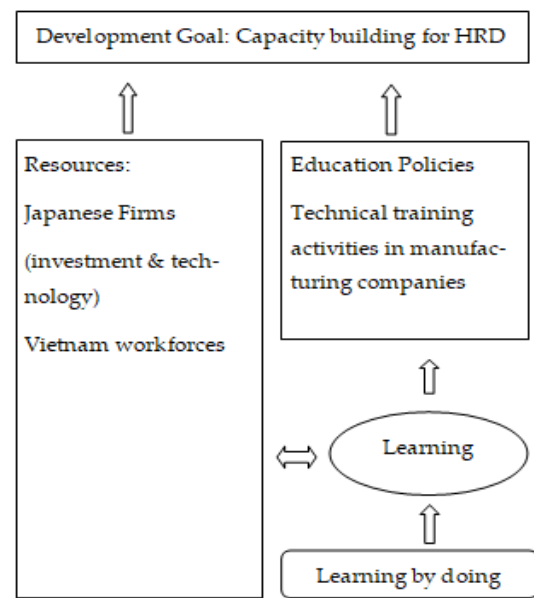 Development Goal: Capacity building for HRD
Resources:
Japanese Firms
(investment & tech-
nology)
Vietnam workforces
Education Policies
Technical training
activities in manufac-
turing companies
Learning
Learning by doing